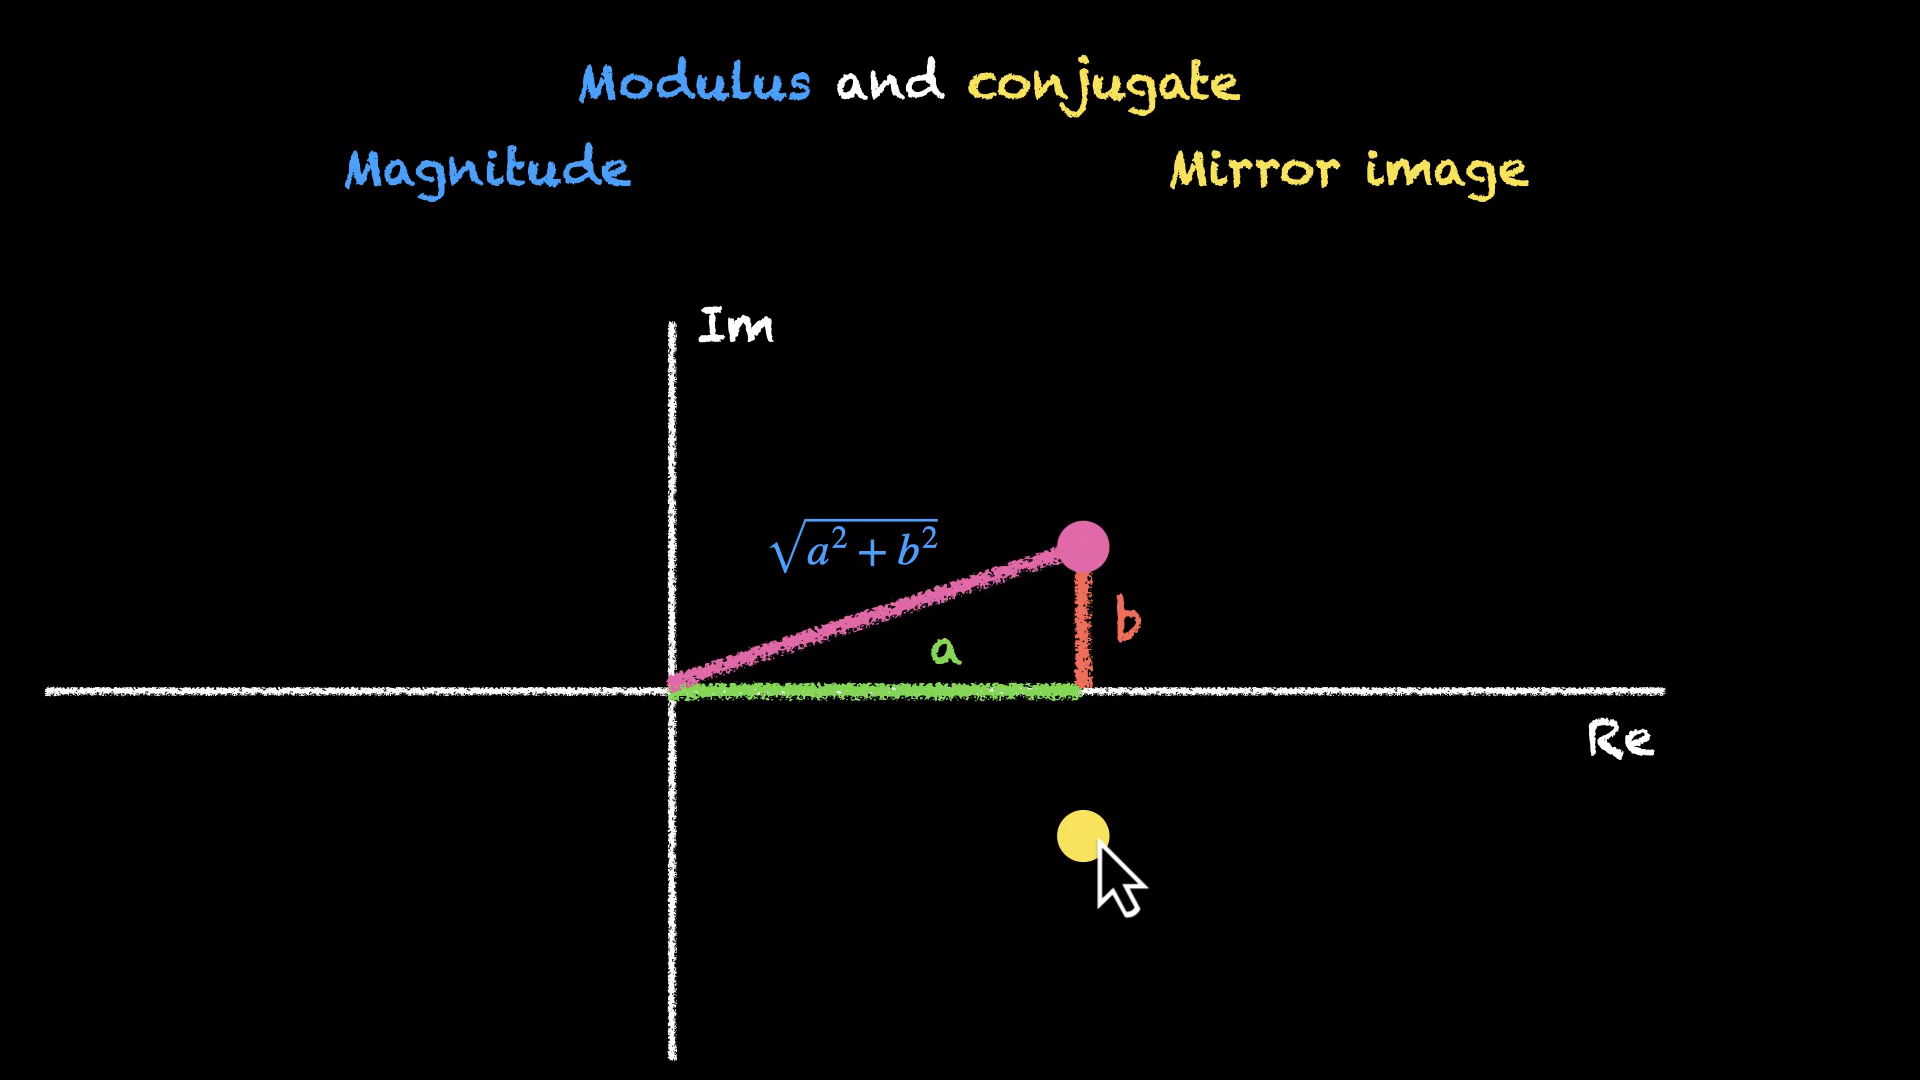 Modulus and conjugate
Magnitude
Mirror image
Im
√a² + b²
b
a
Re